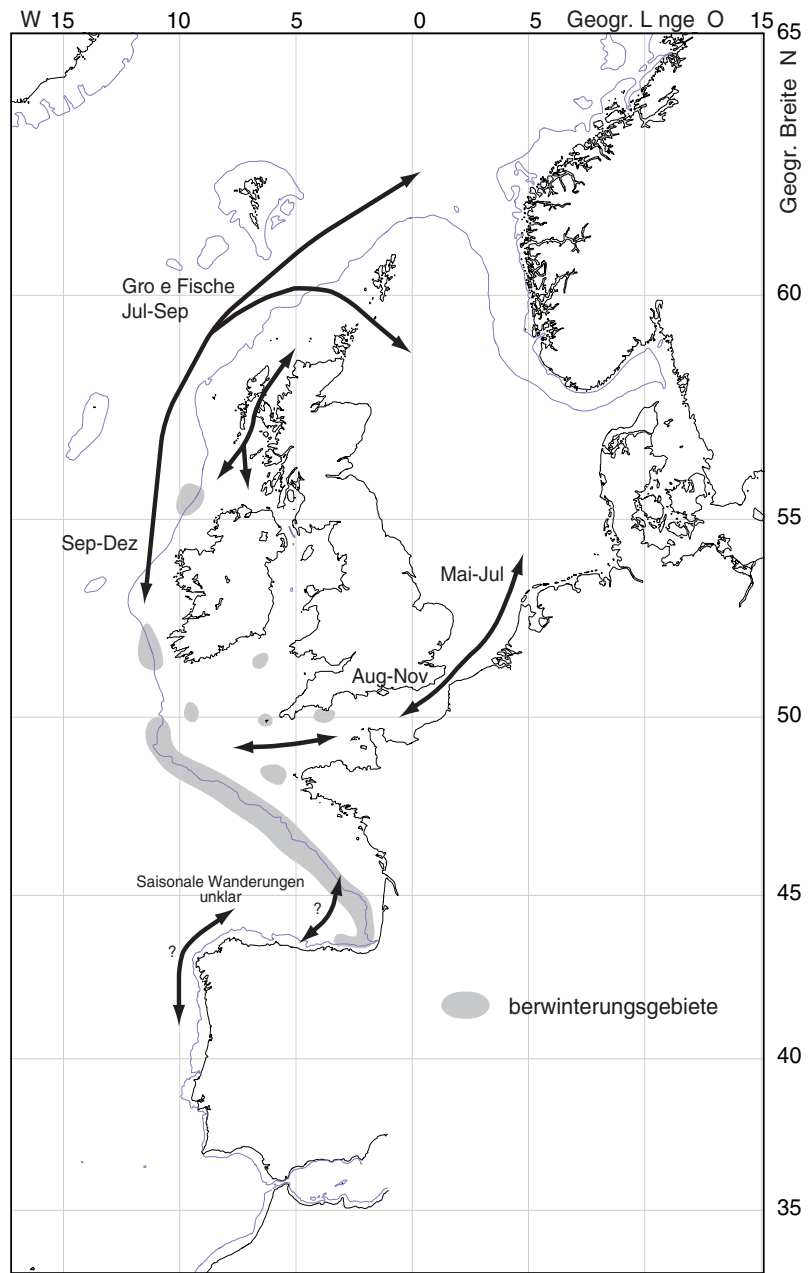 W 15 10 5 0 5 Geogr. L nge O 15
65
Geogr. Breite N
Gro e Fische
Jul-Sep
60
55
Sep-Dez
Mai-Jul
Aug-Nov
50
Saisonale Wanderungen
unklar
45
?
?
berwinterungsgebiete
40
35